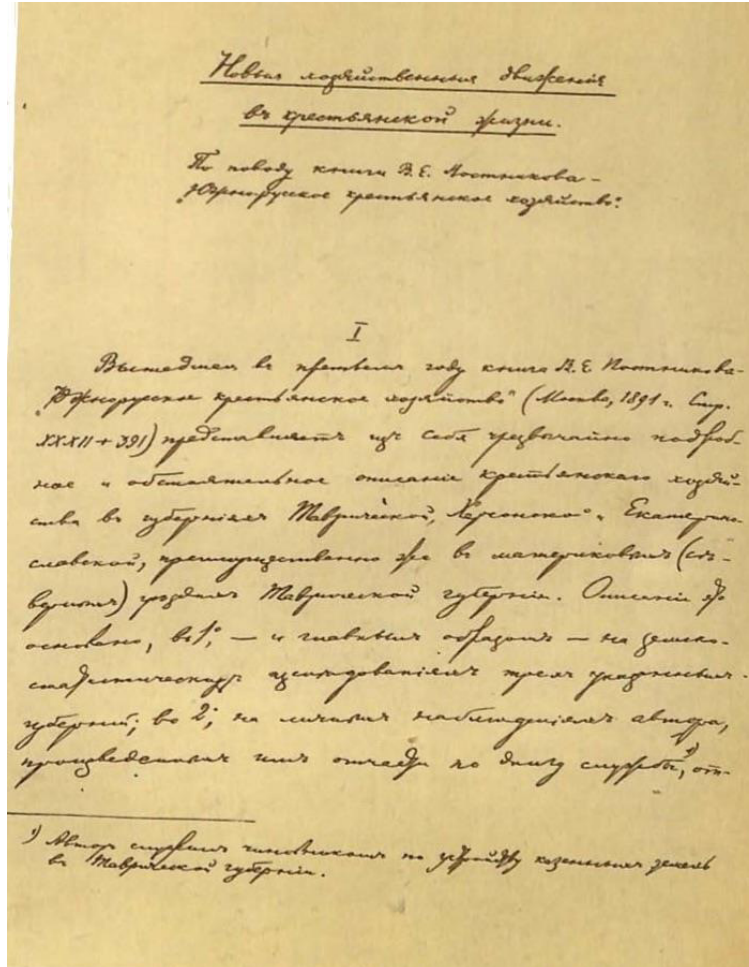 Новыя хозяйственныя движенія
въ крестьянской жизни.
По поводу книги В. Е. Постникова –
„Южнорусское крестьянское хозяйство".
I
Вышедшая въ третьемъ году книга В. Е. Постникова –
„Южнорусское крестьянское хозяйство" (Москва, 1891 г. Стр.
XXXII + 391) представляетъ изъ себя чрезвычайно подроб-
ное и обстоятельное описаніе крестьянскаго хозяй-
ства въ губерніяхъ Таврической, Херсонской и Екатерино-
славской, преимущественно же въ материковыхъ (сѣ-
верныхъ) уѣздахъ Таврической губерніи. Описаніе это
основано, во 1), – и главнымъ образомъ – на земско-
статистическихъ изслѣдованіяхъ трехъ указанныхъ
губерній; во 2), на личныхъ наблюденіяхъ автора,
произведенныхъ имъ отчасти по долгу службы ¹), от-
¹) Авторъ служилъ чиновникомъ по устройству казенныхъ земель
въ Таврической губерніи.